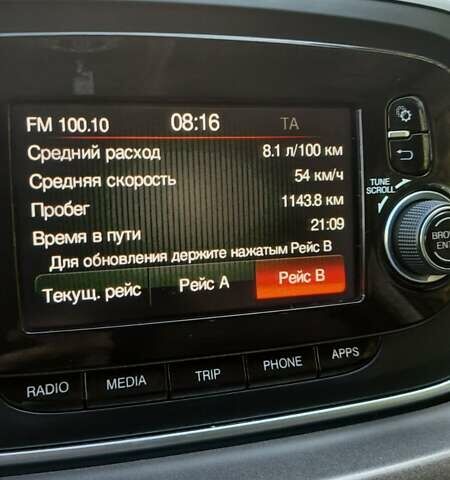 FM 100.10 08:16 TA
Средний расход 8.1 л/100 км
Средняя скорость 54 км/ч
Пробег 1143.8 км
Время в пути 21:09
Для обновления держите нажатым Рейс B
Текущ. рейс Рейс A Рейс B
TUNE
SCROLL
BRO
ENT
RADIO MEDIA TRIP PHONE APPS